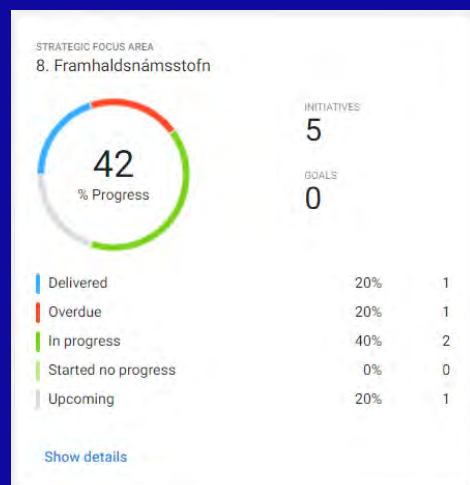 STRATEGIC FOCUS AREA
8. Framhaldsnámsstofn
42
% Progress
INITIATIVES
5
GOALS
0
Delivered 20% 1
Overdue 20% 1
In progress 40% 2
Started no progress 0% 0
Upcoming 20% 1
Show details